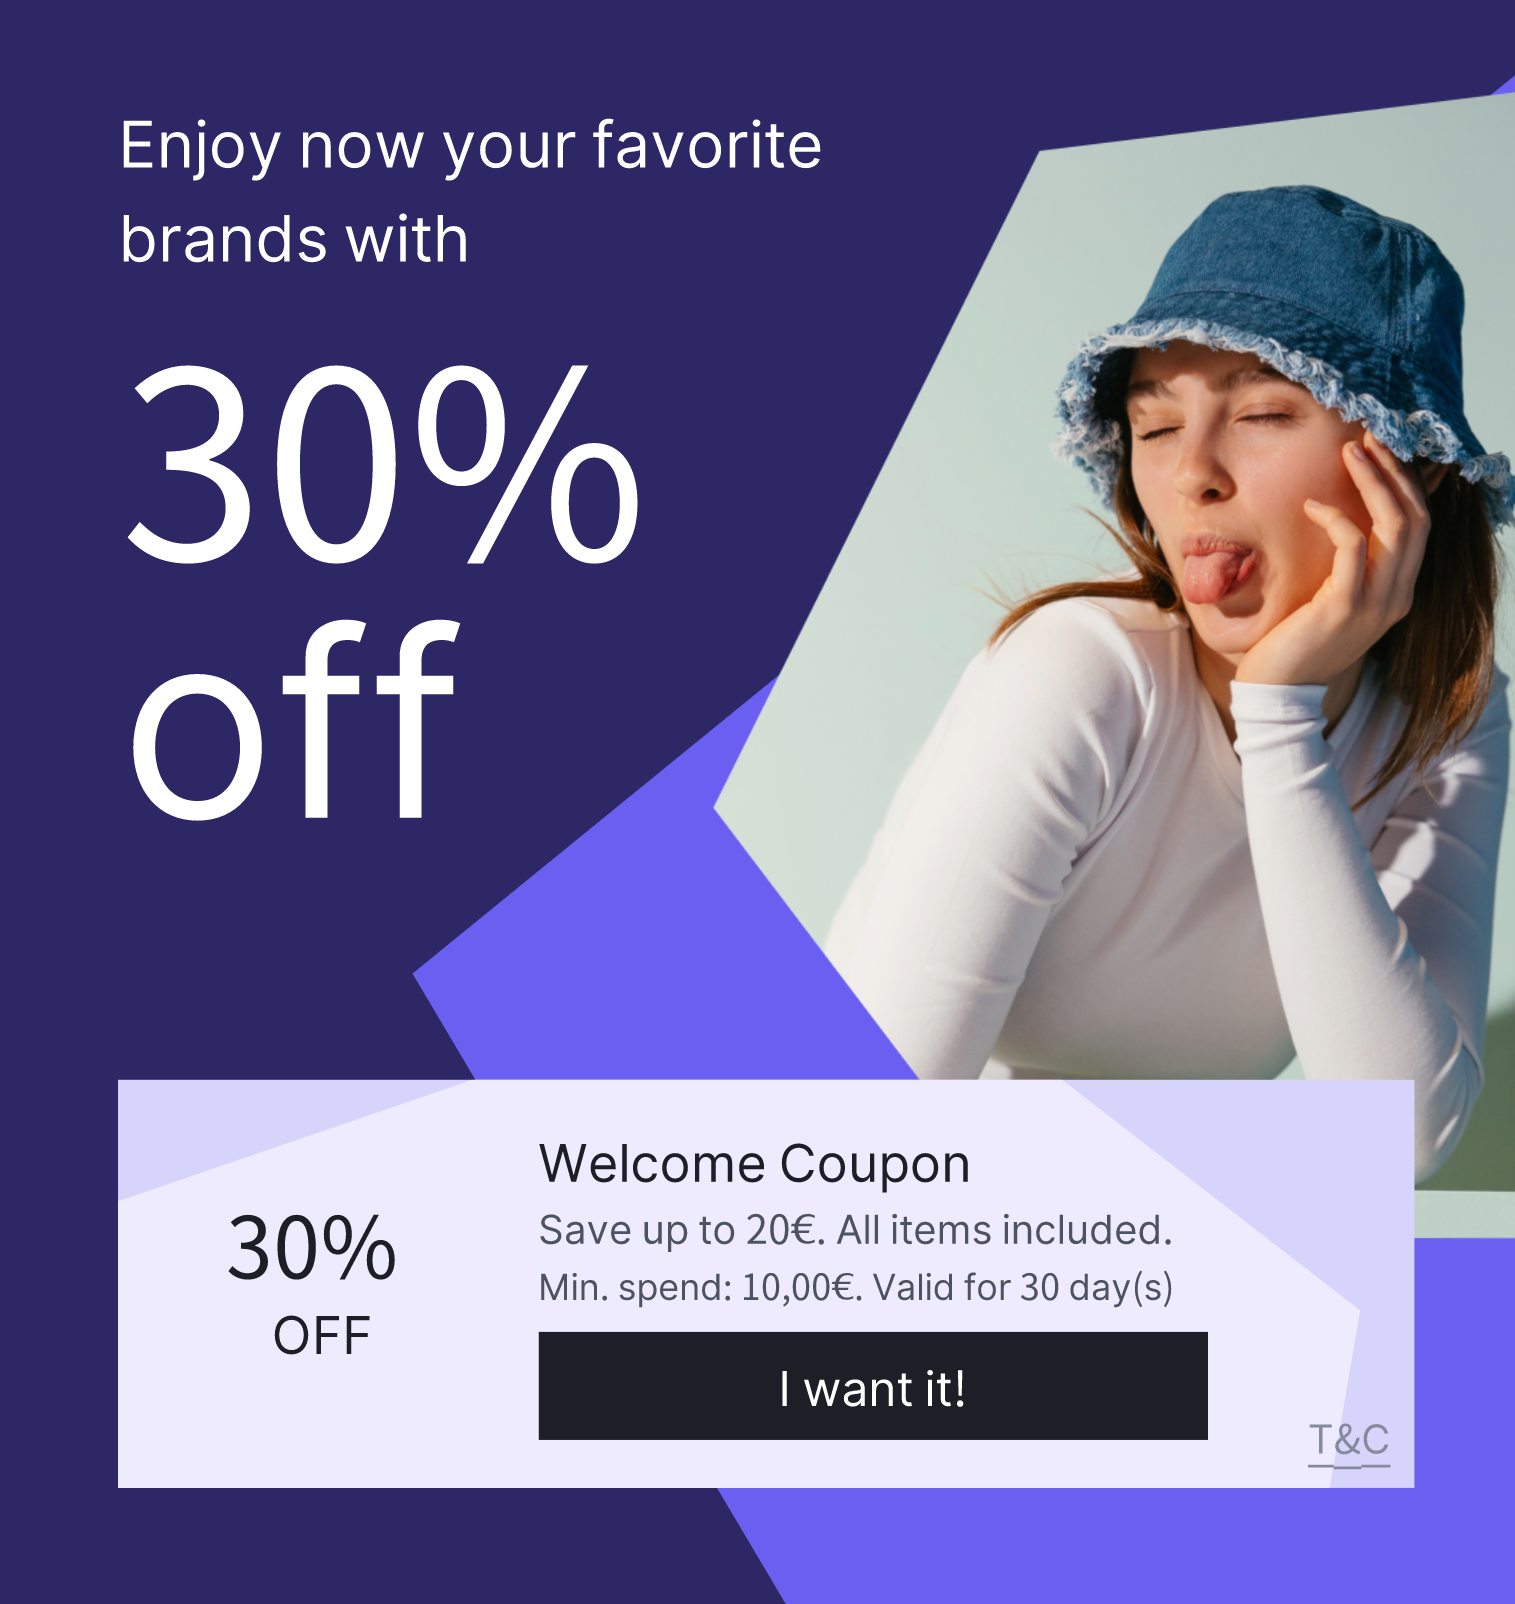 Enjoy now your favorite
brands with
30%
off
30%
OFF
Welcome Coupon
Save up to 20€. All items included.
Min. spend: 10,00€. Valid for 30 day(s)
I want it!
T&C